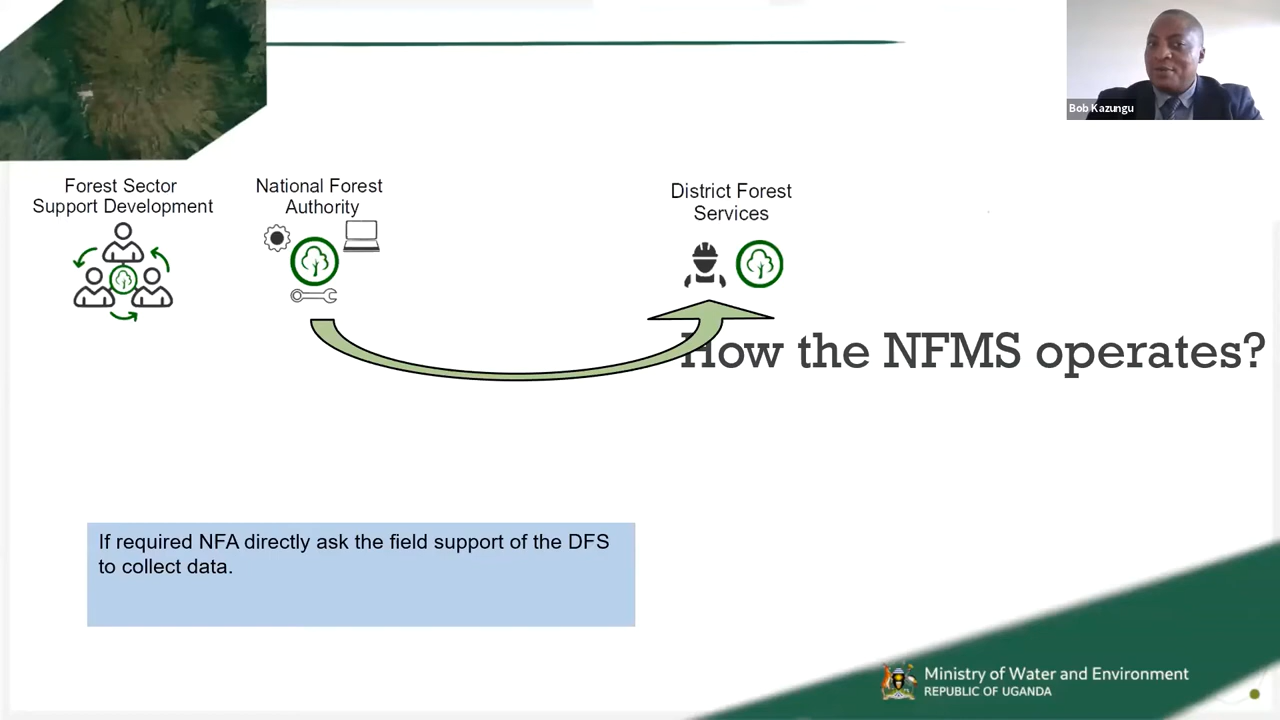 Bob Kazungu
Forest Sector
Support Development
National Forest
Authority
District Forest
Services
How the NFMS operates?
If required NFA directly ask the field support of the DFS
to collect data.
Ministry of Water and Environment
REPUBLIC OF UGANDA